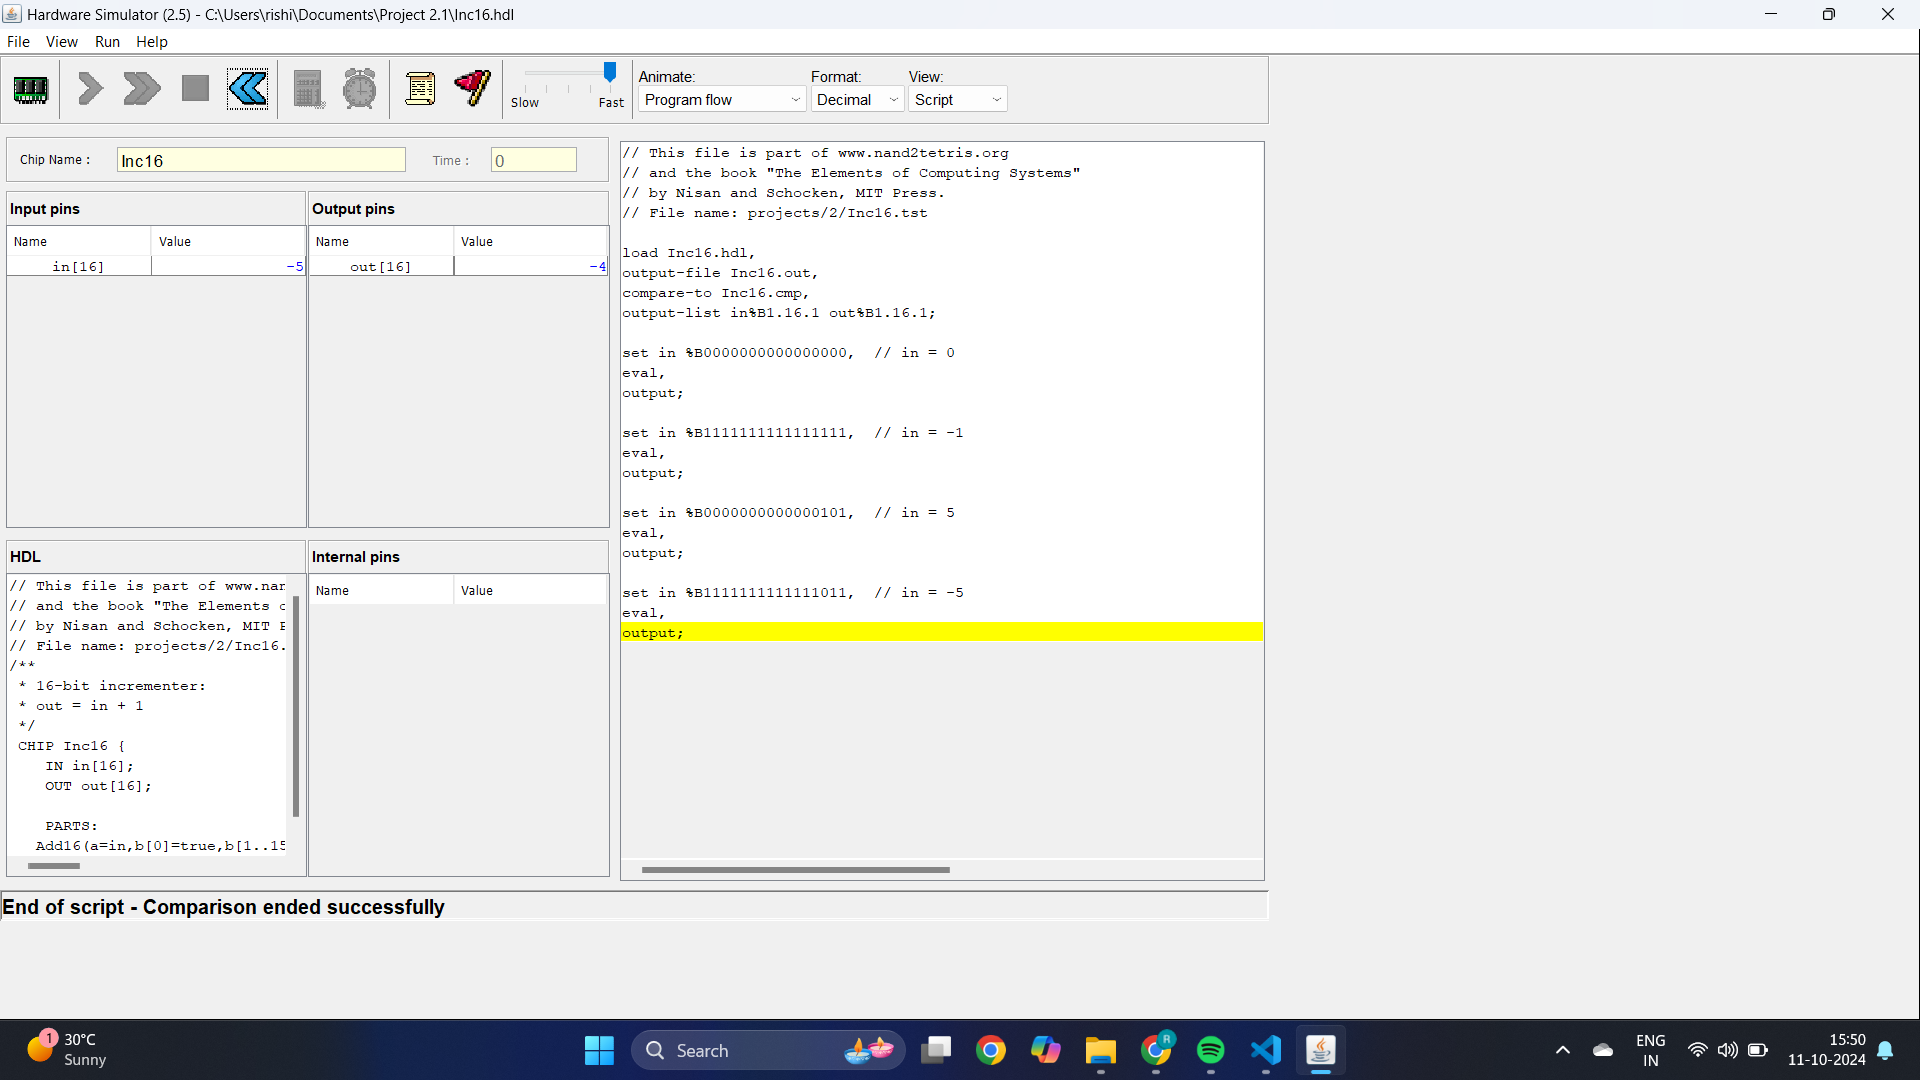 Hardware Simulator (2.5) - C:\Users\rishi\Documents\Project 2.1\Inc16.hdl
File View Run Help
Slow Fast
Animate: Format: View:
Program flow Decimal Script
Chip Name : Inc16 Time : 0
Input pins
Name Value
in[16] -5
Output pins
Name Value
out[16] -4
HDL
// This file is part of www.nan
// and the book "The Elements o
// by Nisan and Schocken, MIT P
// File name: projects/2/Inc16.
/**
* 16-bit incrementer:
* out = in + 1
*/
CHIP Inc16 {
IN in[16];
OUT out[16];
PARTS:
Add16(a=in,b[0]=true,b[1..15
Internal pins
Name Value
// This file is part of www.nand2tetris.org
// and the book "The Elements of Computing Systems"
// by Nisan and Schocken, MIT Press.
// File name: projects/2/Inc16.tst
load Inc16.hdl,
output-file Inc16.out,
compare-to Inc16.cmp,
output-list in%B1.16.1 out%B1.16.1;
set in %B0000000000000000,  // in = 0
eval,
output;
set in %B1111111111111111,  // in = -1
eval,
output;
set in %B0000000000000101,  // in = 5
eval,
output;
set in %B1111111111111011,  // in = -5
eval,
output;
End of script - Comparison ended successfully
1
30°C
Sunny
Search
R
ENG
IN
15:50
11-10-2024